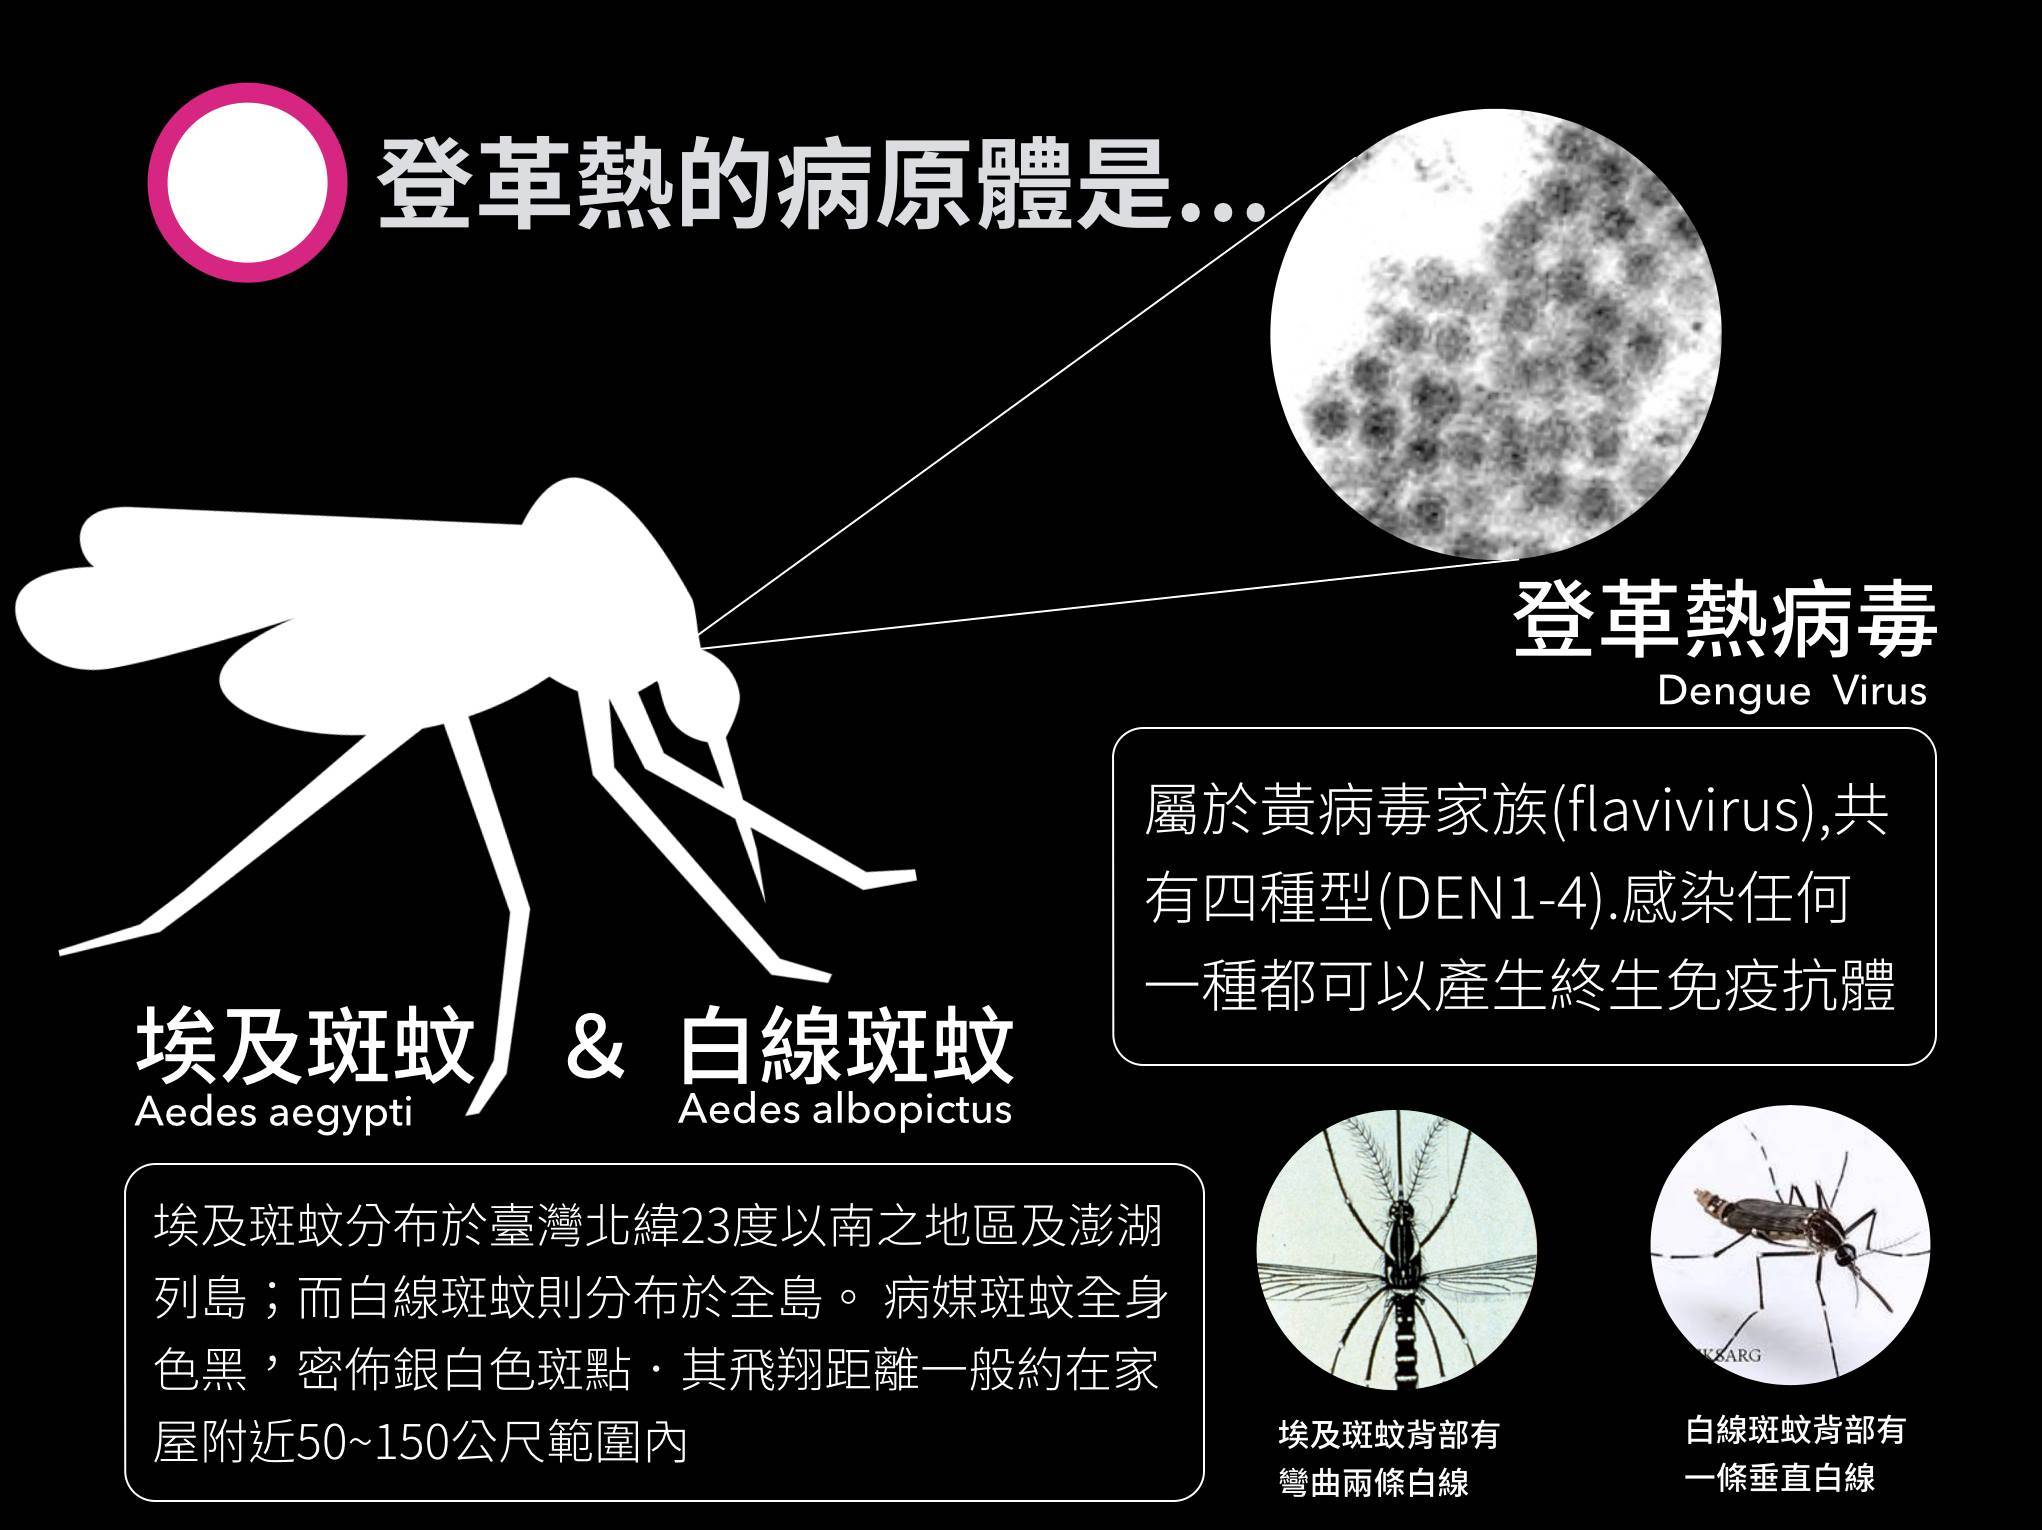 登革熱的病原體是...
登革熱病毒
Dengue Virus
屬於黃病毒家族(flavivirus),共
有四種型(DEN1-4).感染任何
一種都可以產生終生免疫抗體
埃及斑蚊 & 白線斑蚊
Aedes aegypti Aedes albopictus
埃及斑蚊分布於臺灣北緯23度以南之地區及澎湖
列島；而白線斑蚊則分布於全島。 病媒斑蚊全身
色黑，密佈銀白色斑點．其飛翔距離一般約在家
屋附近50~150公尺範圍內
KSARG
埃及斑蚊背部有
彎曲兩條白線
白線斑蚊背部有
一條垂直白線